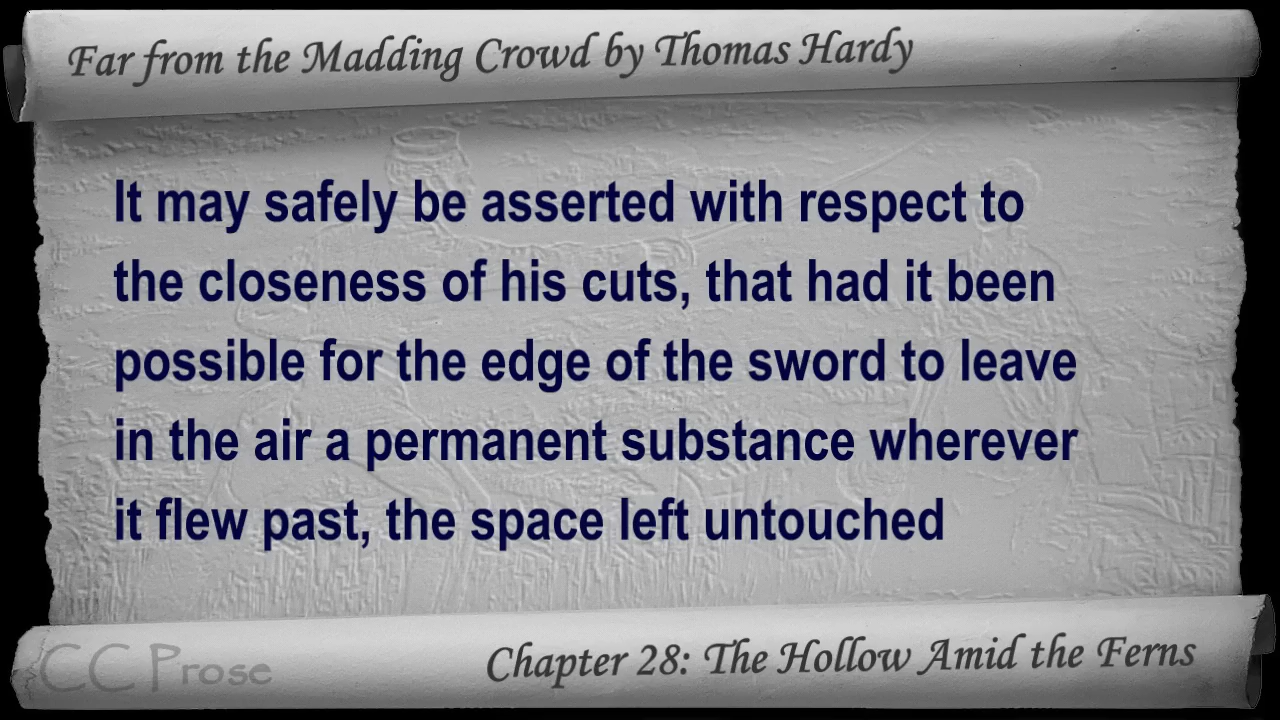 Far from the Madding Crowd by Thomas Hardy
It may safely be asserted with respect to
the closeness of his cuts, that had it been
possible for the edge of the sword to leave
in the air a permanent substance wherever
it flew past, the space left untouched
CC Prose
Chapter 28: The Hollow Amid the Ferns